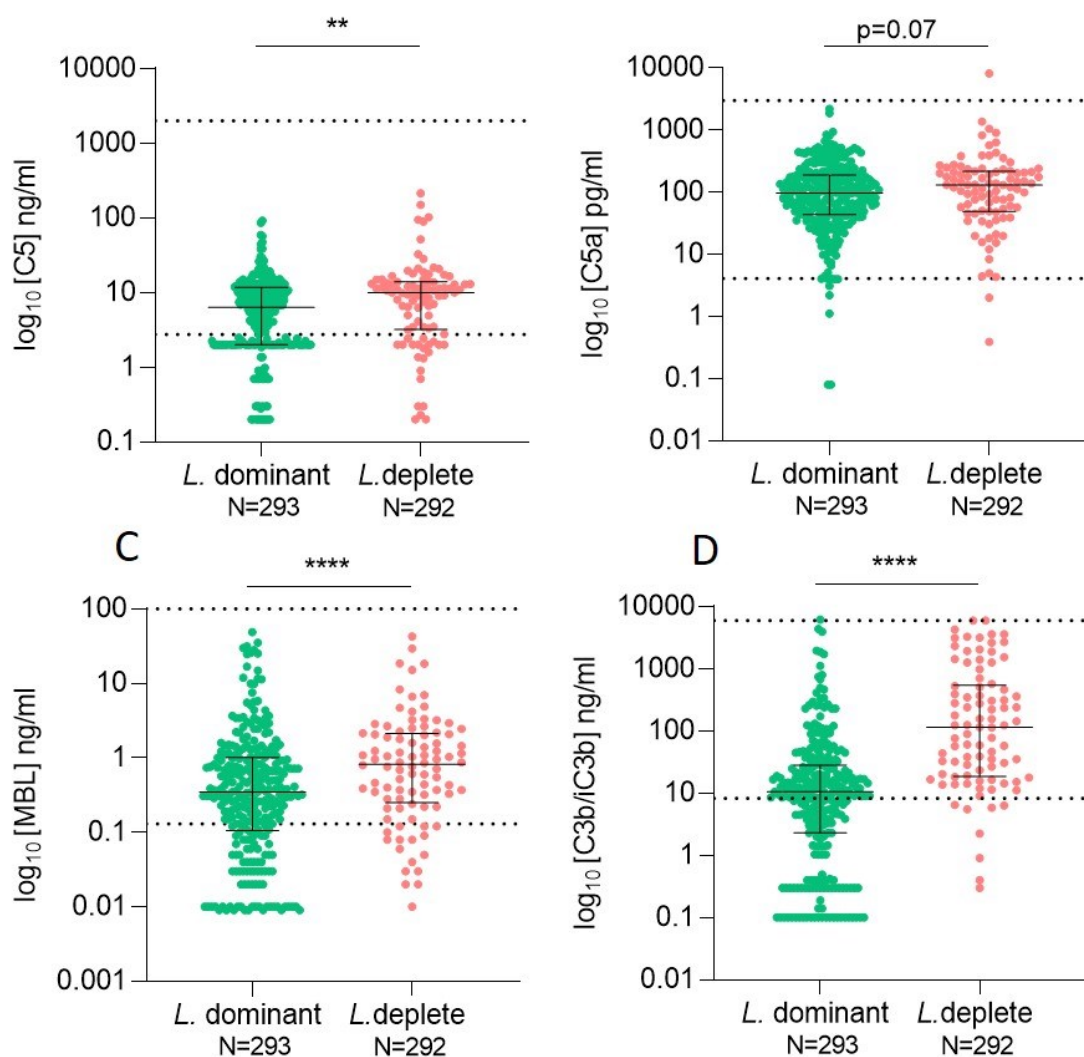 **
p=0.07
10000
1000
100
10
1
0.1
log10 [C5] ng/ml
L. dominant
N=293
L.deplete
N=292
10000
1000
100
10
1
0.1
0.01
log10 [C5a] pg/ml
L. dominant
N=293
L.deplete
N=292
C
****
100
10
1
0.1
0.01
0.001
log10 [MBL] ng/ml
L. dominant
N=293
L.deplete
N=292
D
****
10000
1000
100
10
1
0.1
0.01
log10 [C3b/iC3b] ng/ml
L. dominant
N=293
L.deplete
N=292